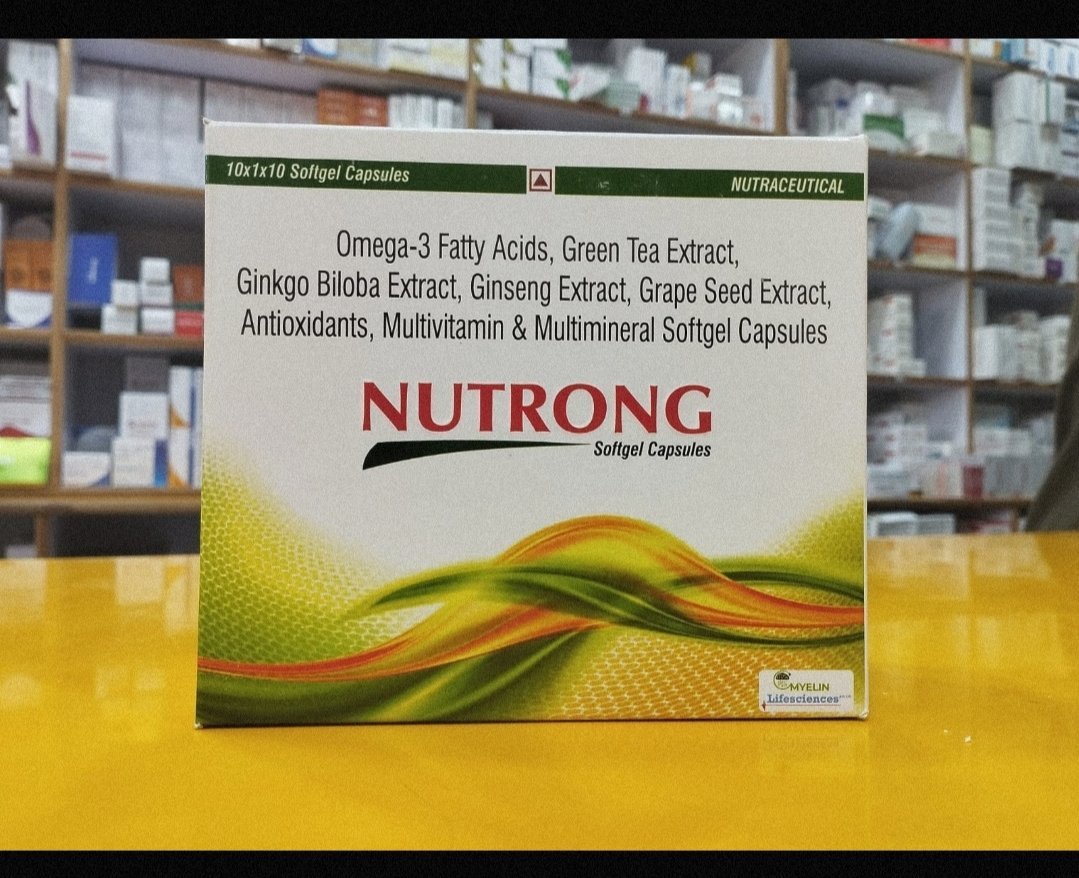 10x1x10 Softgel Capsules
NUTRACEUTICAL
Omega-3 Fatty Acids, Green Tea Extract,
Ginkgo Biloba Extract, Ginseng Extract, Grape Seed Extract,
Antioxidants, Multivitamin & Multimineral Softgel Capsules
NUTRONG
Softgel Capsules
MYELIN
Lifesciences